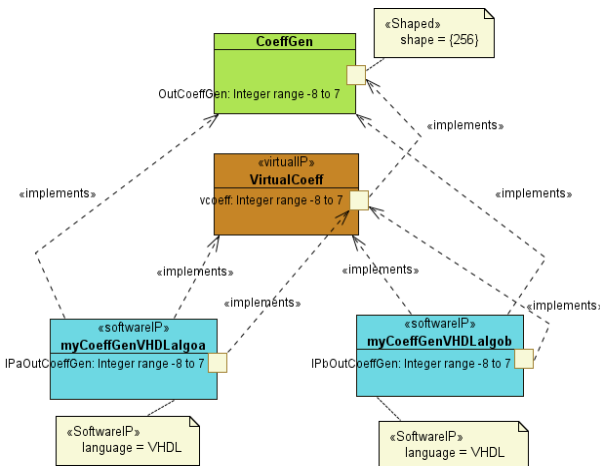 «Shaped»
shape = {256}
CoeffGen
OutCoeffGen: Integer range -8 to 7
«implements»
«virtualIP»
VirtualCoeff
vcoeff: Integer range -8 to 7
«implements»
«implements»
«implements»
«implements»
«implements»
«implements»
«softwareIP»
myCoeffGenVHDLalgoa
IPaOutCoeffGen: Integer range -8 to 7
«softwareIP»
myCoeffGenVHDLalgob
IPbOutCoeffGen: Integer range -8 to 7
«SoftwareIP»
language = VHDL
«SoftwareIP»
language = VHDL